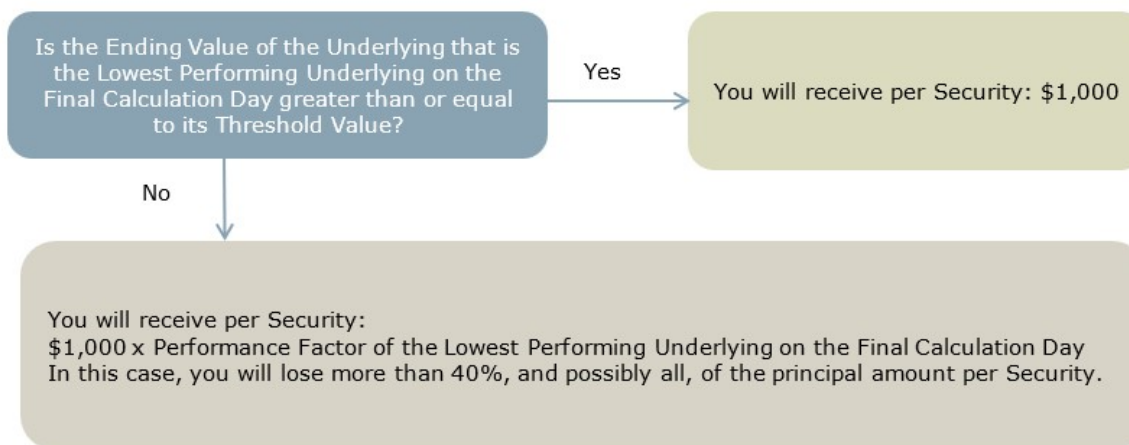 Is the Ending Value of the Underlying that is
the Lowest Performing Underlying on the
Final Calculation Day greater than or equal
to its Threshold Value?
Yes
You will receive per Security: $1,000
No
You will receive per Security:
$1,000 x Performance Factor of the Lowest Performing Underlying on the Final Calculation Day
In this case, you will lose more than 40%, and possibly all, of the principal amount per Security.